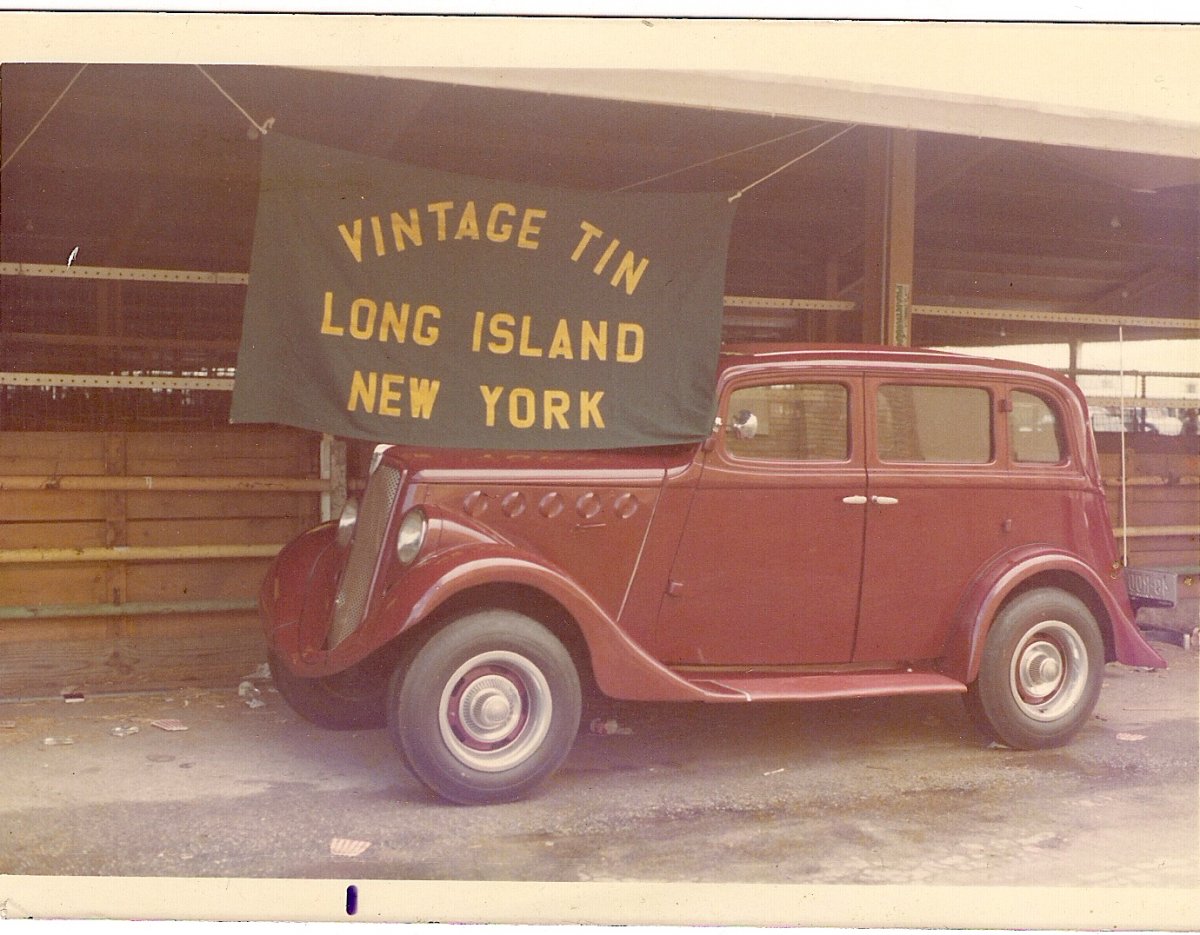 VINTAGE TIN
LONG ISLAND
NEW YORK